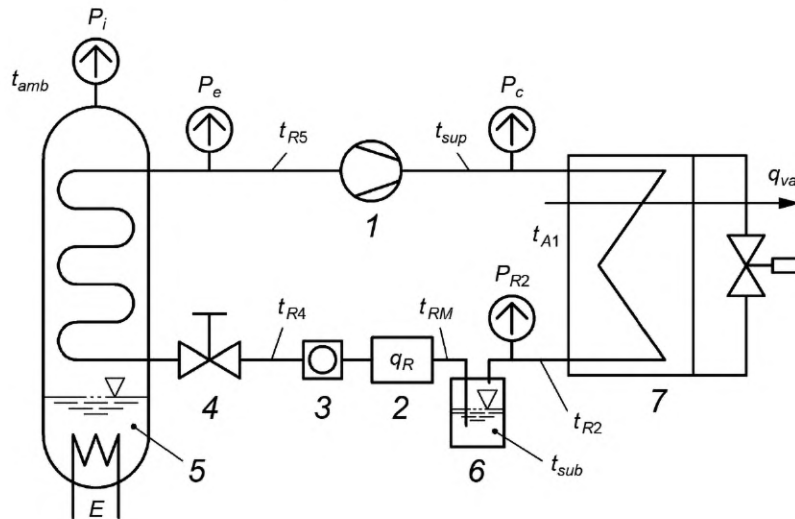 P_i
t_amb
P_e
P_c
t_R5
t_sup
q_va
1
t_A1
P_R2
t_R4
t_RM
q_R
4
3
2
7
t_R2
5
6
t_sub
E